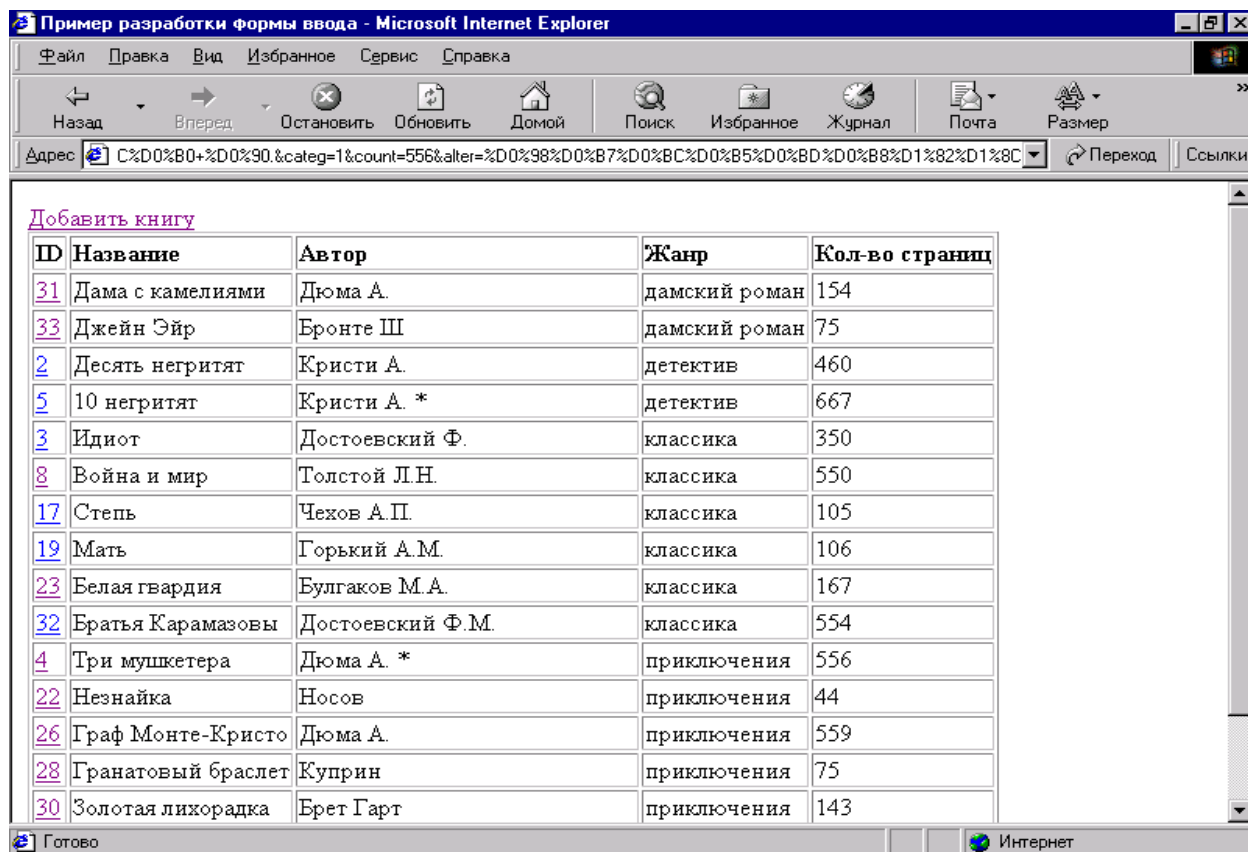 Пример разработки формы ввода - Microsoft Internet Explorer
Файл Правка Вид Избранное Сервис Справка
Назад Вперед Остановить Обновить Домой Поиск Избранное Журнал Почта Размер »
Адрес C%D0%B0+%D0%90.&categ=1&count=556&alter=%D0%98%D0%B7%D0%BC%D0%B5%D0%BD%D0%B8%D1%82%D1%8C Переход Ссылки
Добавить книгу
ID Название Автор Жанр Кол-во страниц
31 Дама с камелиями Дюма А. дамский роман 154
33 Джейн Эйр Бронте Ш дамский роман 75
2 Десять негритят Кристи А. детектив 460
5 10 негритят Кристи А. * детектив 667
3 Идиот Достоевский Ф. классика 350
8 Война и мир Толстой Л.Н. классика 550
17 Степь Чехов А.П. классика 105
19 Мать Горький А.М. классика 106
23 Белая гвардия Булгаков М.А. классика 167
32 Братья Карамазовы Достоевский Ф.М. классика 554
4 Три мушкетера Дюма А. * приключения 556
22 Незнайка Носов приключения 44
26 Граф Монте-Кристо Дюма А. приключения 559
28 Гранатовый браслет Куприн приключения 75
30 Золотая лихорадка Брет Гарт приключения 143
Готово Интернет